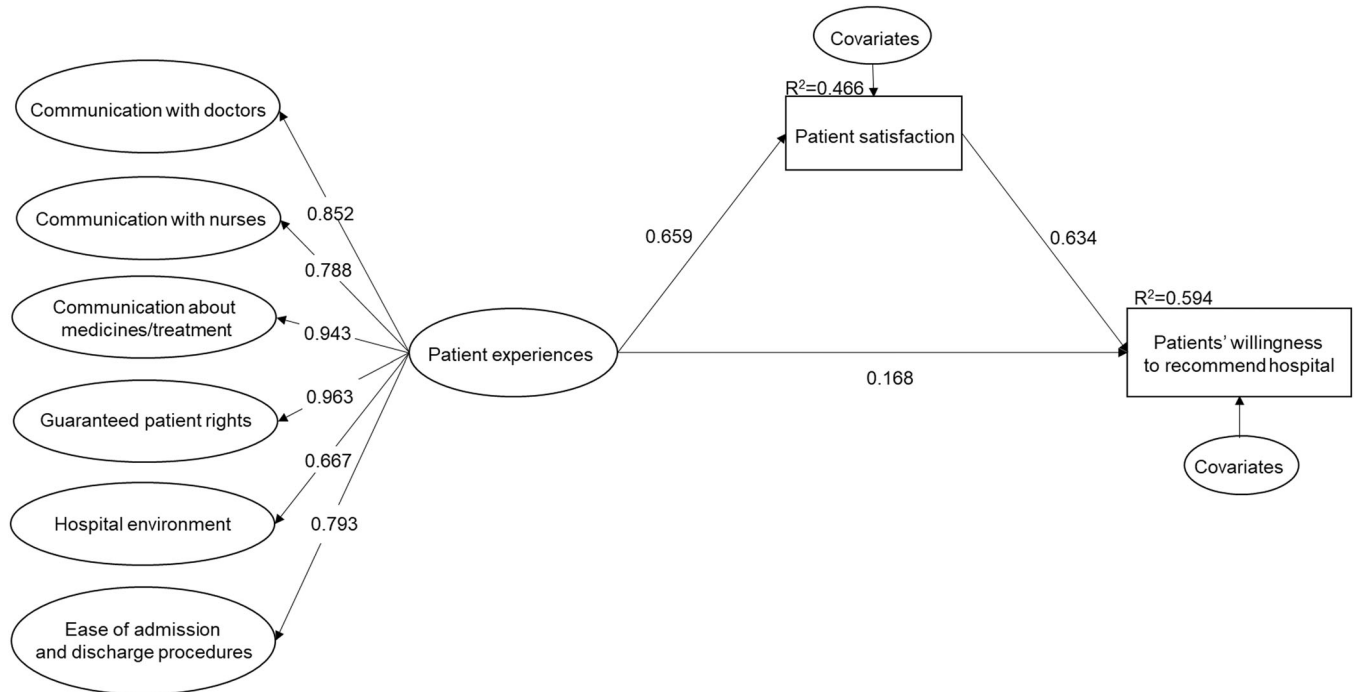 Covariates
R²=0.466
Patient satisfaction
Communication with doctors
Communication with nurses
Communication about
medicines/treatment
Guaranteed patient rights
Hospital environment
Ease of admission
and discharge procedures
0.852
0.788
0.943
0.963
0.667
0.793
Patient experiences
0.659
0.634
0.168
R²=0.594
Patients’ willingness
to recommend hospital
Covariates